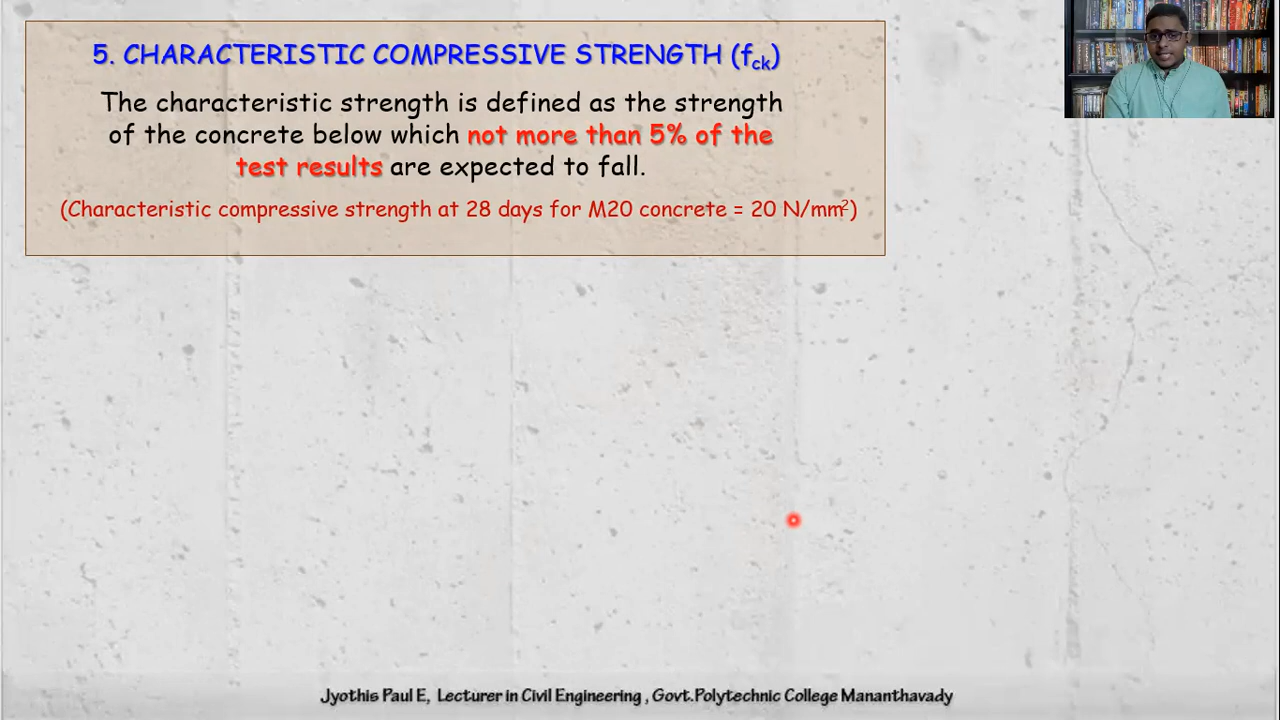 5. CHARACTERISTIC COMPRESSIVE STRENGTH (fck)
The characteristic strength is defined as the strength
of the concrete below which not more than 5% of the
test results are expected to fall.
(Characteristic compressive strength at 28 days for M20 concrete = 20 N/mm²)
Jyothis Paul E, Lecturer in Civil Engineering , Govt.Polytechnic College Mananthavady